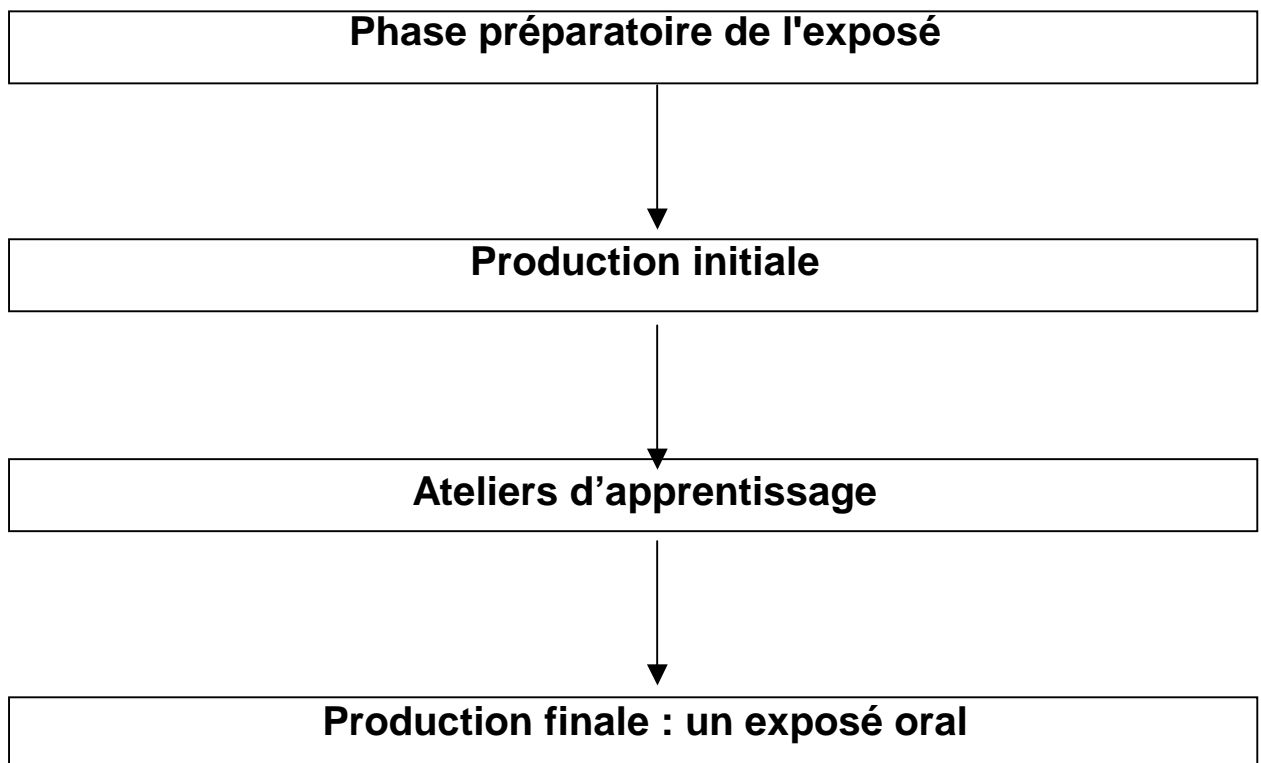 Phase préparatoire de l'exposé
Production initiale
Ateliers d’apprentissage
Production finale : un exposé oral